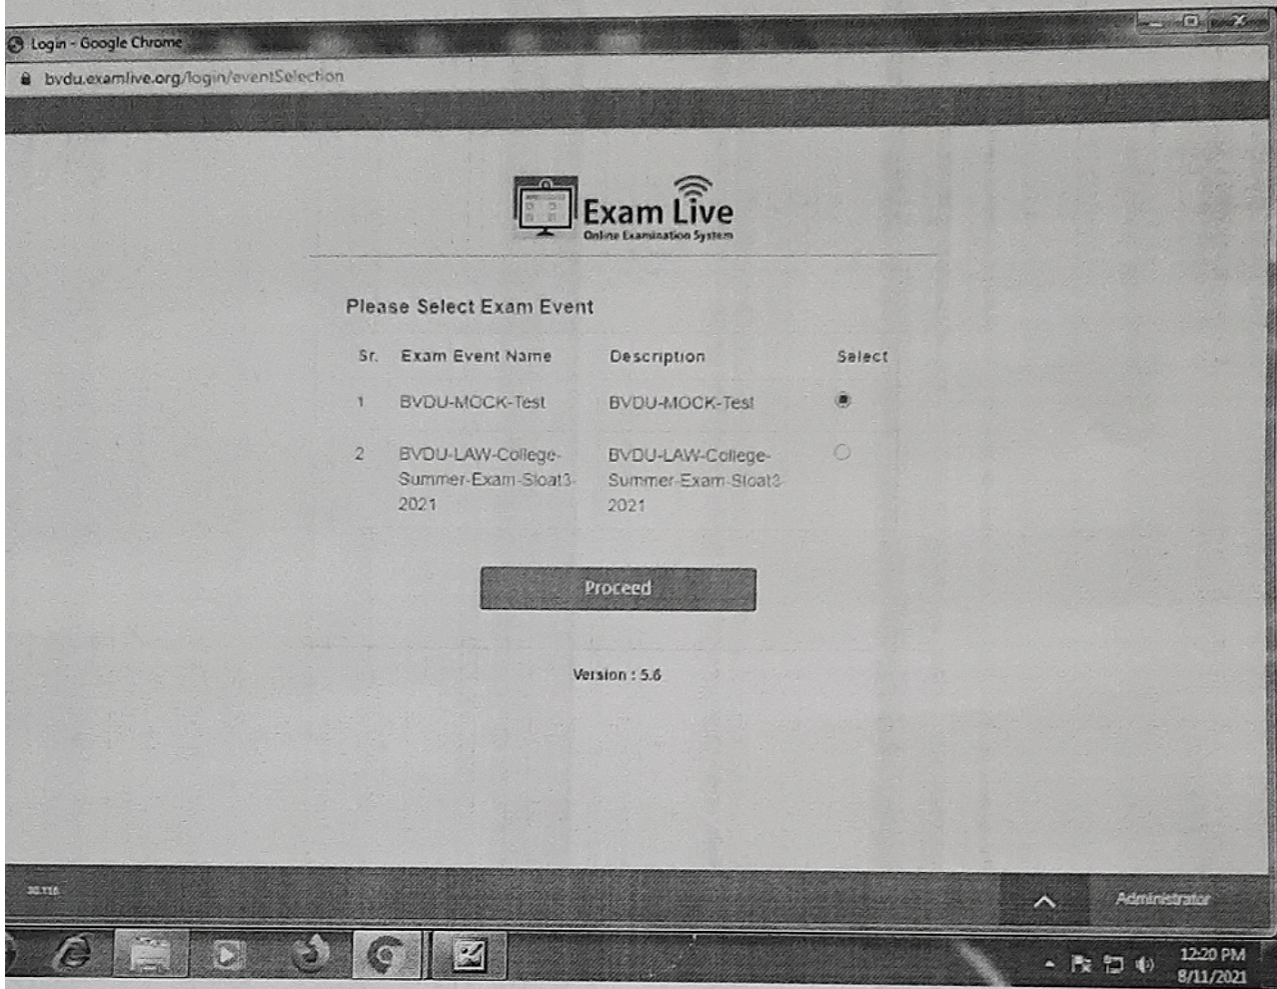 Login - Google Chrome
bvdu.examlive.org/login/eventSelection
Exam Live
Online Examination System
Please Select Exam Event
Sr. Exam Event Name Description Select
1 BVDU-MOCK-Test BVDU-MOCK-Test
2 BVDU-LAW-College- BVDU-LAW-College-
Summer-Exam-Sloat3- Summer-Exam-Sloat3-
2021 2021
Proceed
Version : 5.6
30.116
Administrator
12:20 PM
8/11/2021